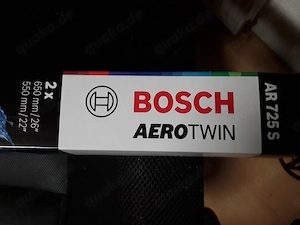 2 x
650 mm / 26"
550 mm / 22"
BOSCH
AEROTWIN
AR 725 S